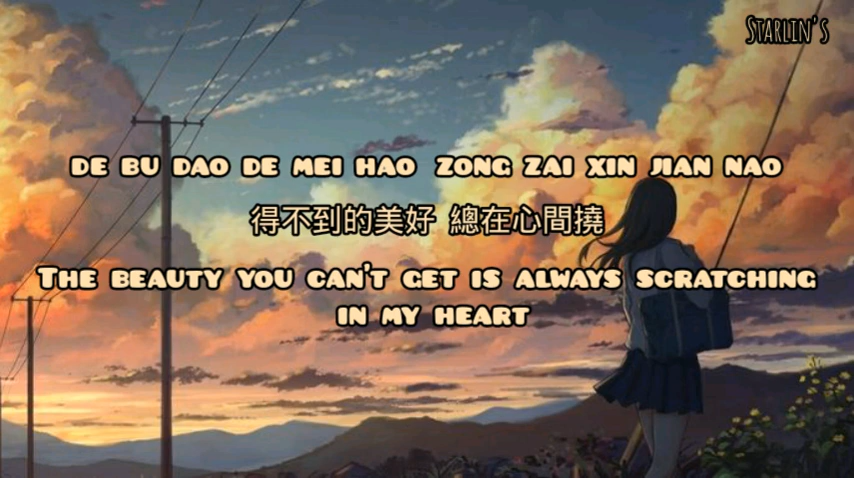 Starlin's
de bu dao de mei hao zong zai xin jian nao
得不到的美好 總在心間撓
The beauty you can't get is always scratching
in my heart